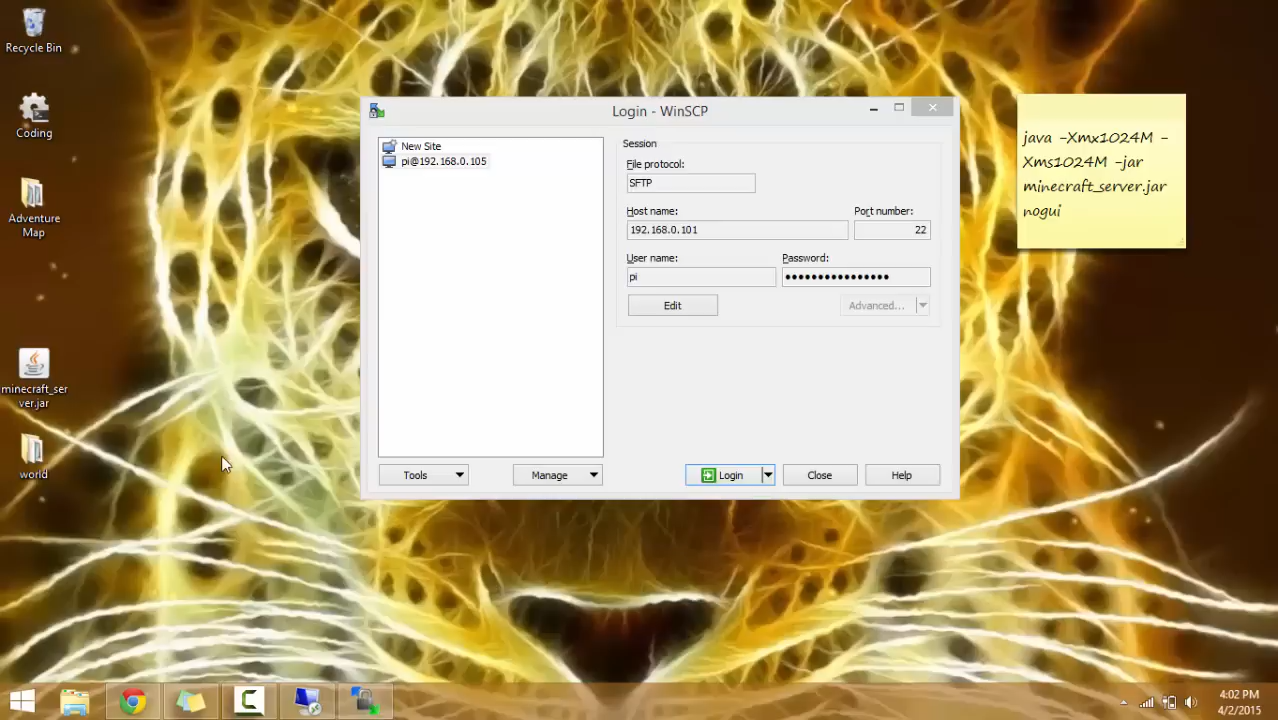 Recycle Bin
Coding
Adventure
Map
minecraft_ser
ver.jar
world
Login - WinSCP
New Site
pi@192.168.0.105
Session
File protocol:
SFTP
Host name:
Port number:
192.168.0.101
22
User name:
Password:
pi
••••••••••••••••
Edit
Advanced...
Tools
Manage
Login
Close
Help
java -Xmx1024M -
Xms1024M -jar
minecraft_server.jar
nogui
4:02 PM
4/2/2015